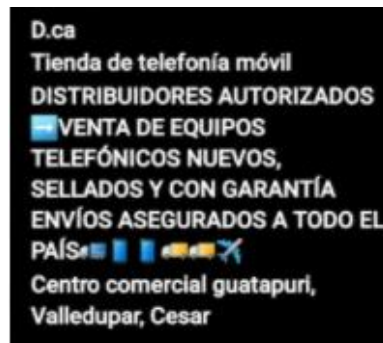 D.ca
Tienda de telefonía móvil
DISTRIBUIDORES AUTORIZADOS
➡️VENTA DE EQUIPOS
TELEFÓNICOS NUEVOS,
SELLADOS Y CON GARANTÍA
ENVÍOS ASEGURADOS A TODO EL
PAÍS🚛📱📱🚚🚚✈️
Centro comercial guatapuri,
Valledupar, Cesar